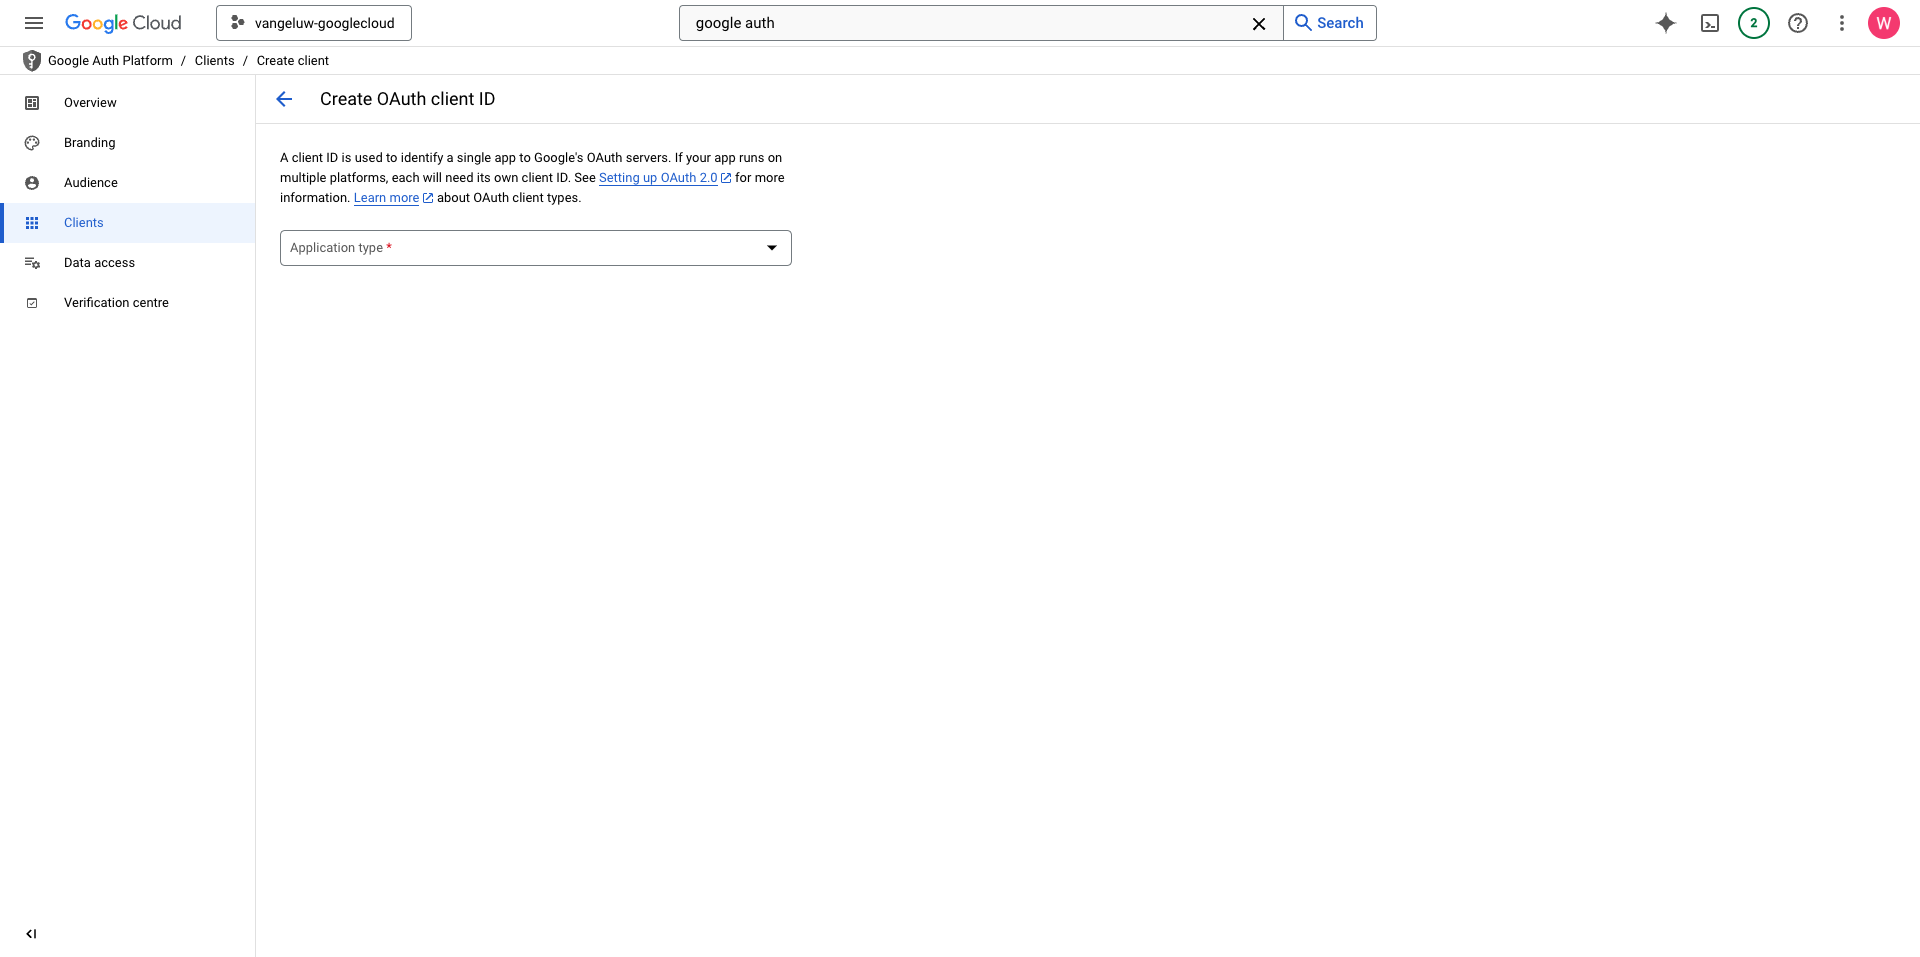 Google Cloud
vangeluw-googlecloud
google auth
Search
2
W
Google Auth Platform / Clients / Create client
Overview
Branding
Audience
Clients
Data access
Verification centre
Create OAuth client ID
A client ID is used to identify a single app to Google's OAuth servers. If your app runs on
multiple platforms, each will need its own client ID. See Setting up OAuth 2.0 for more
information. Learn more about OAuth client types.
Application type *